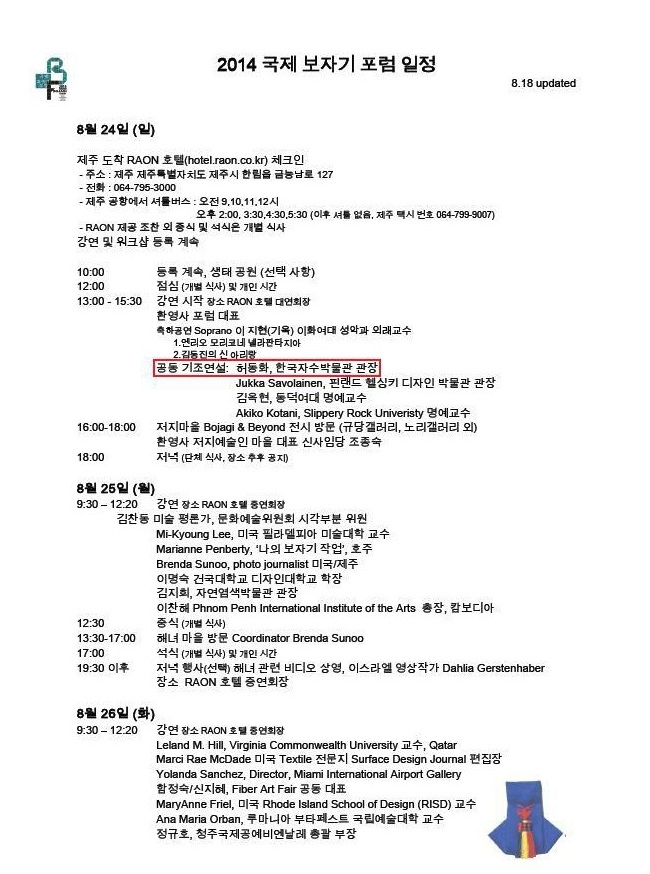 2014 국제 보자기 포럼 일정
8.18 updated
8월 24일 (일)
제주 도착 RAON 호텔(hotel.raon.co.kr) 체크인
- 주소 : 제주 제주특별자치도 제주시 한림읍 금능남로 127
- 전화 : 064-795-3000
- 제주 공항에서 셔틀버스 : 오전 9,10,11,12시
오후 2:00, 3:30,4:30,5:30 (이후 셔틀 없음, 제주 택시 번호 064-799-9007)
- RAON 제공 조찬 외 중식 및 석식은 개별 식사
강연 및 워크샵 등록 계속
10:00 등록 계속, 생태 공원 (선택 사항)
12:00 점심 (개별 식사) 및 개인 시간
13:00 - 15:30 강연 시작 장소 RAON 호텔 대연회장
환영사 포럼 대표
축하공연 Soprano 이 지현(기옥) 이화여대 성악과 외래교수
1.엔리오 모리코네 넬라판타지아
2.김동진의 신 아리랑
공동 기조연설: 허동화, 한국자수박물관 관장
Jukka Savolainen, 핀랜드 헬싱키 디자인 박물관 관장
김옥현, 동덕여대 명예교수
Akiko Kotani, Slippery Rock Univeristy 명예교수
16:00-18:00 저지마을 Bojagi & Beyond 전시 방문 (규당갤러리, 노리갤러리 외)
환영사 저지예술인 마을 대표 신사임당 조종숙
18:00 저녁 (단체 식사, 장소 추후 공지)
8월 25일 (월)
9:30 – 12:20 강연 장소 RAON 호텔 중연회장
김찬동 미술 평론가, 문화예술위원회 시각부분 위원
Mi-Kyoung Lee, 미국 필라델피아 미술대학 교수
Marianne Penberty, ‘나의 보자기 작업’, 호주
Brenda Sunoo, photo journalist 미국/제주
이명숙 건국대학교 디자인대학교 학장
김지희, 자연염색박물관 관장
이찬해 Phnom Penh International Institute of the Arts 총장, 캄보디아
12:30 중식 (개별 식사)
13:30-17:00 해녀 마을 방문 Coordinator Brenda Sunoo
17:00 석식 (개별 식사) 및 개인 시간
19:30 이후 저녁 행사(선택) 해녀 관련 비디오 상영, 이스라엘 영상작가 Dahlia Gerstenhaber
장소 RAON 호텔 중연회장
8월 26일 (화)
9:30 – 12:20 강연 장소 RAON 호텔 중연회장
Leland M. Hill, Virginia Commonwealth University 교수, Qatar
Marci Rae McDade 미국 Textile 전문지 Surface Design Journal 편집장
Yolanda Sanchez, Director, Miami International Airport Gallery
함정숙/신지혜, Fiber Art Fair 공동 대표
MaryAnne Friel, 미국 Rhode Island School of Design (RISD) 교수
Ana Maria Orban, 루마니아 부타페스트 국립예술대학 교수
정규호, 청주국제공예비엔날레 총괄 부장